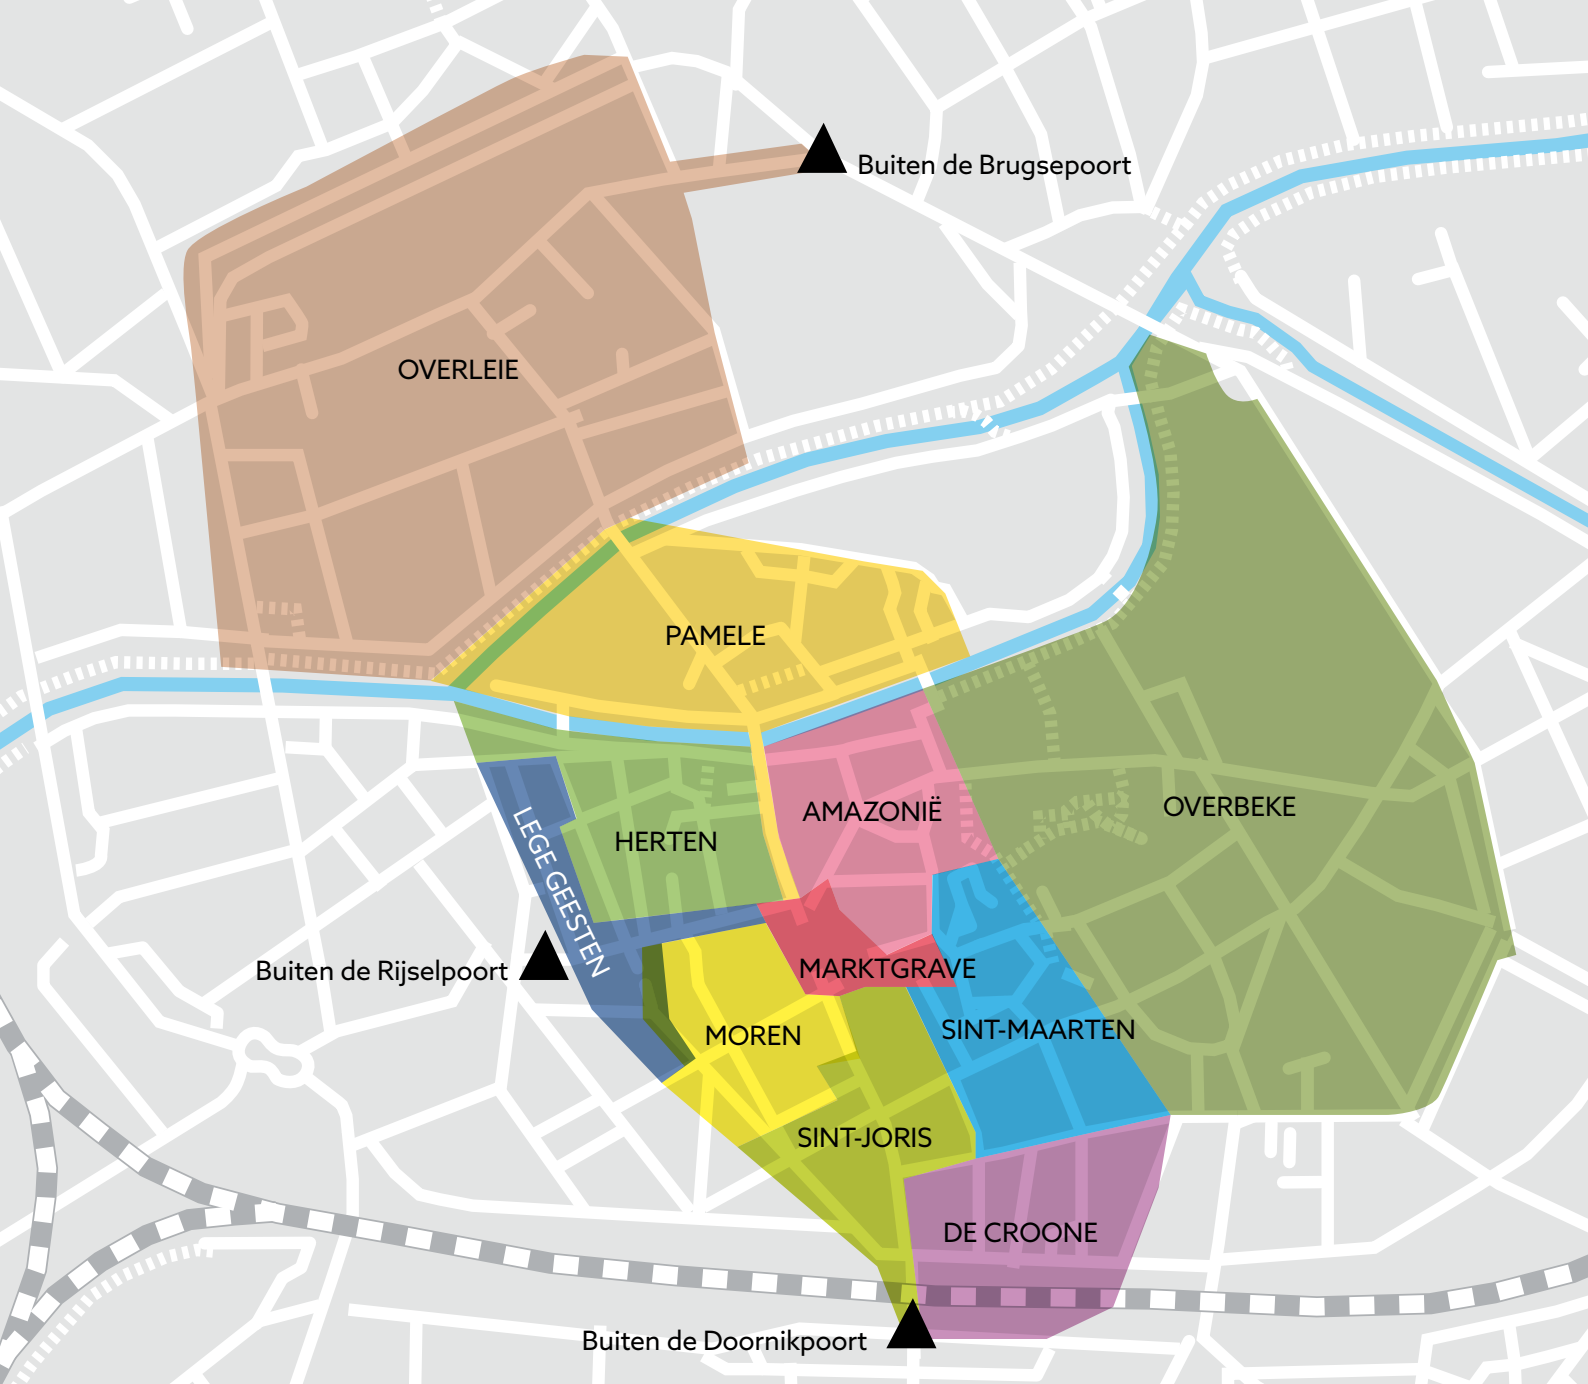 Buiten de Brugsepoort
OVERLEIE
PAMELE
AMAZONIË
OVERBEKE
HERTEN
LEGE GEESTEN
Buiten de Rijselpoort
MARKTGRAVE
MOREN
SINT-MAARTEN
SINT-JORIS
DE CROONE
Buiten de Doornikpoort